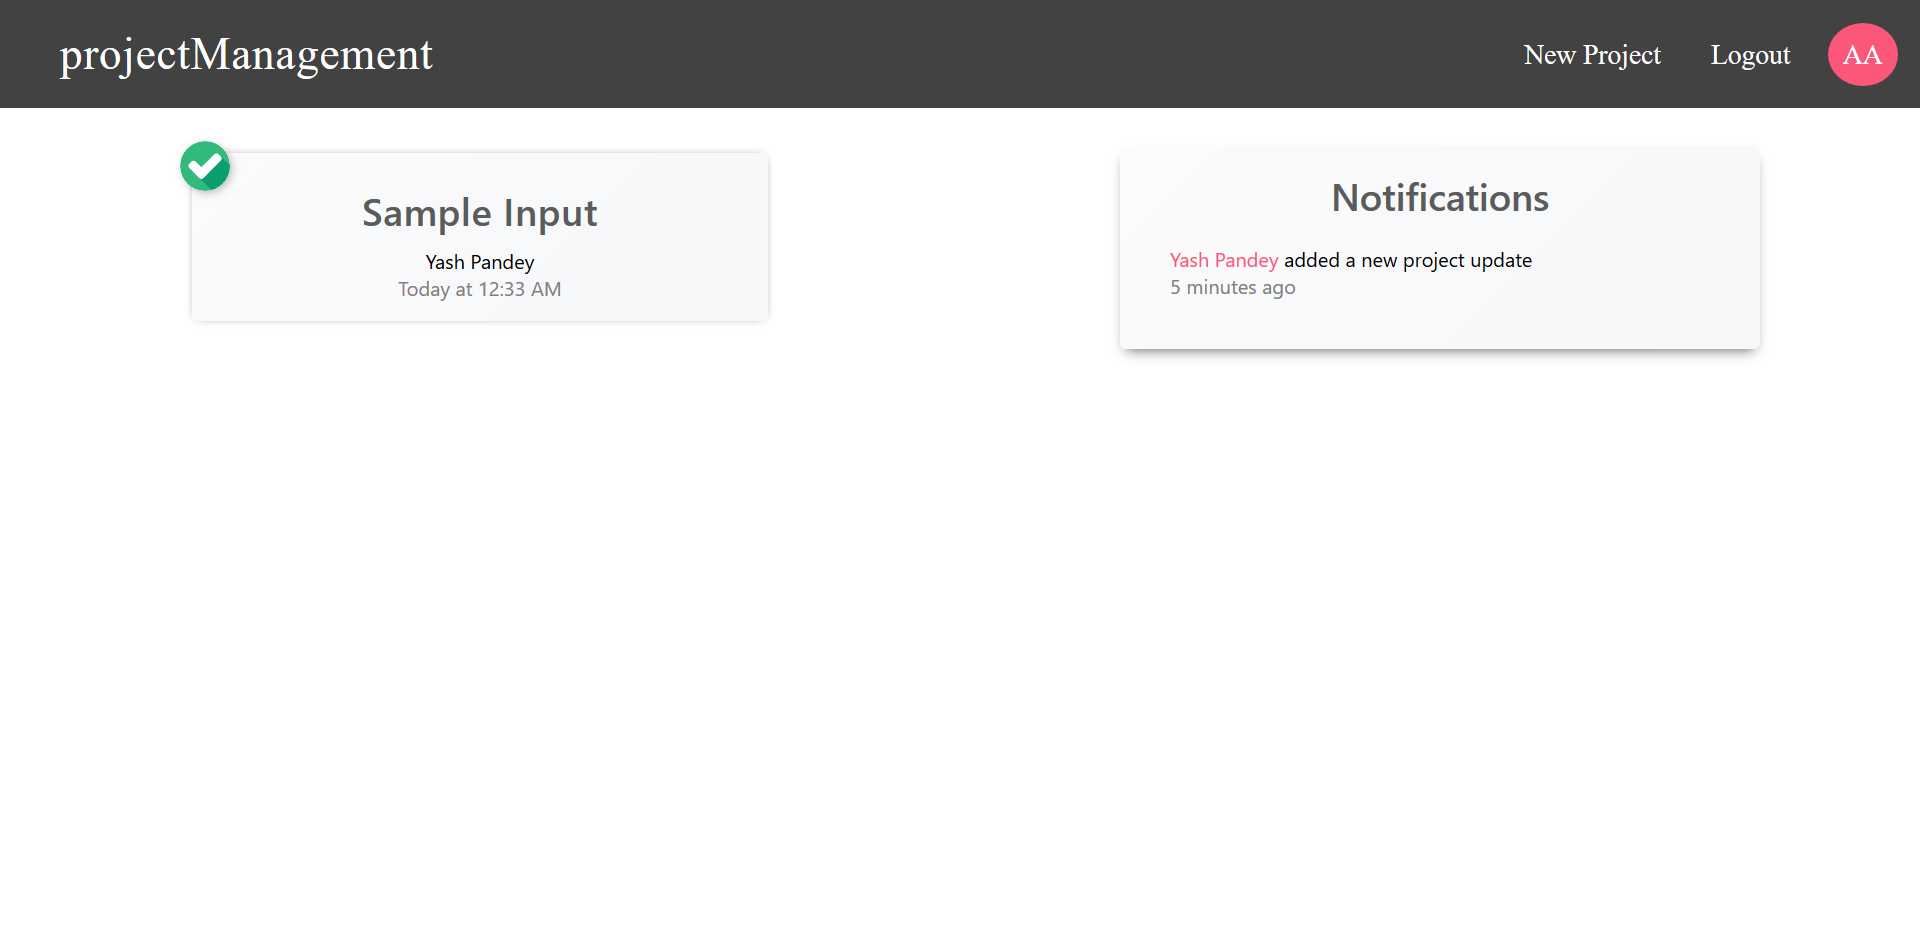 projectManagement
New Project
Logout
AA
Sample Input
Yash Pandey
Today at 12:33 AM
Notifications
Yash Pandey added a new project update
5 minutes ago